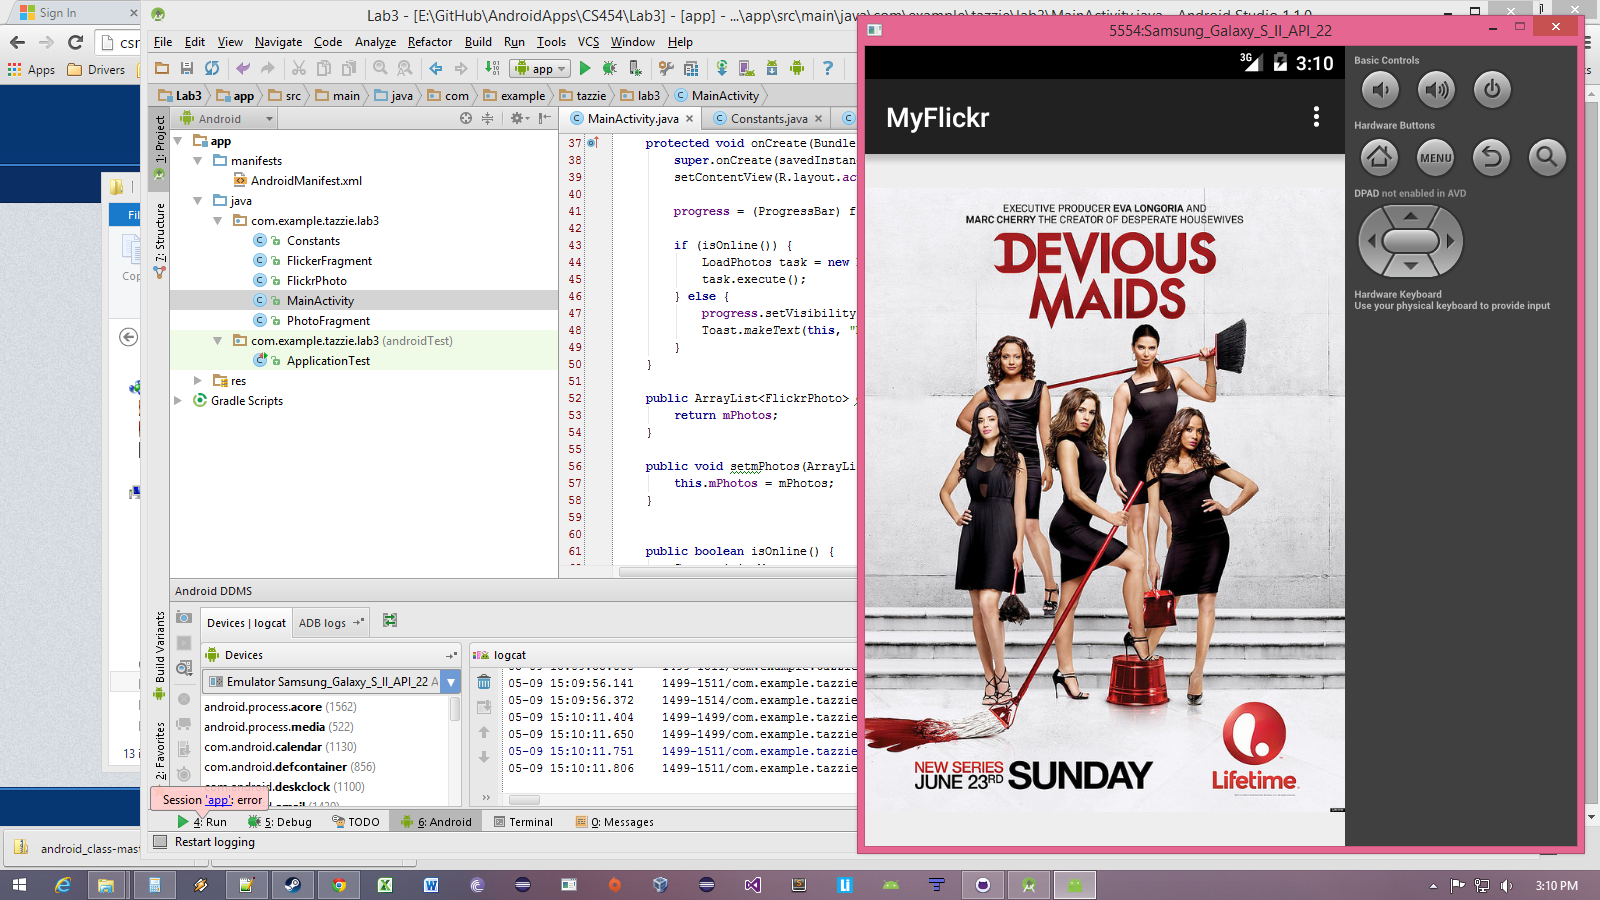 Sign In
csr
Apps
Drivers
Fil
Cop
13 i
android_class-mast
Lab3 - [E:\GitHub\AndroidApps\CS454\Lab3] - [app] - ...\app\src\main\java\com\example\tazzie\lab3\MainActivity.java - Android Studio 1.1.0
File Edit View Navigate Code Analyze Refactor Build Run Tools VCS Window Help
app
Lab3 app src main java com example tazzie lab3 MainActivity
1: Project
7: Structure
Build Variants
2: Favorites
Android
app
manifests
AndroidManifest.xml
java
com.example.tazzie.lab3
Constants
FlickerFragment
FlickrPhoto
MainActivity
PhotoFragment
com.example.tazzie.lab3 (androidTest)
ApplicationTest
res
Gradle Scripts
MainActivity.java
Constants.java
37 protected void onCreate(Bundle
38 super.onCreate(savedInstan
39 setContentView(R.layout.ac
40
41 progress = (ProgressBar) f
42
43 if (isOnline()) {
44 LoadPhotos task = new
45 task.execute();
46 } else {
47 progress.setVisibility
48 Toast.makeText(this, "
49 }
50 }
51
52 public ArrayList<FlickrPhoto>
53 return mPhotos;
54 }
55
56 public void setmPhotos(ArrayLi
57 this.mPhotos = mPhotos;
58 }
59
60
61 public boolean isOnline() {
Android DDMS
Devices | logcat
ADB logs
Devices
logcat
Emulator Samsung_Galaxy_S_II_API_22 A
android.process.acore (1562)
android.process.media (522)
com.android.calendar (1130)
com.android.defcontainer (856)
com.android.deskclock (1100)
05-09 15:09:56.141 1499-1511/com.example.tazzie
05-09 15:09:56.372 1499-1514/com.example.tazzie
05-09 15:10:11.404 1499-1499/com.example.tazzie
05-09 15:10:11.650 1499-1499/com.example.tazzie
05-09 15:10:11.751 1499-1511/com.example.tazzie
05-09 15:10:11.806 1499-1511/com.example.tazzie
Session 'app': error
4: Run 5: Debug TODO 6: Android Terminal 0: Messages
Restart logging
5554:Samsung_Galaxy_S_II_API_22
3G 3:10
MyFlickr
EXECUTIVE PRODUCER EVA LONGORIA AND
MARC CHERRY THE CREATOR OF DESPERATE HOUSEWIVES
DEVIOUS
MAIDS
NEW SERIES
JUNE 23RD
SUNDAY
Lifetime
Basic Controls
Hardware Buttons
MENU
DPAD not enabled in AVD
Hardware Keyboard
Use your physical keyboard to provide input
3:10 PM